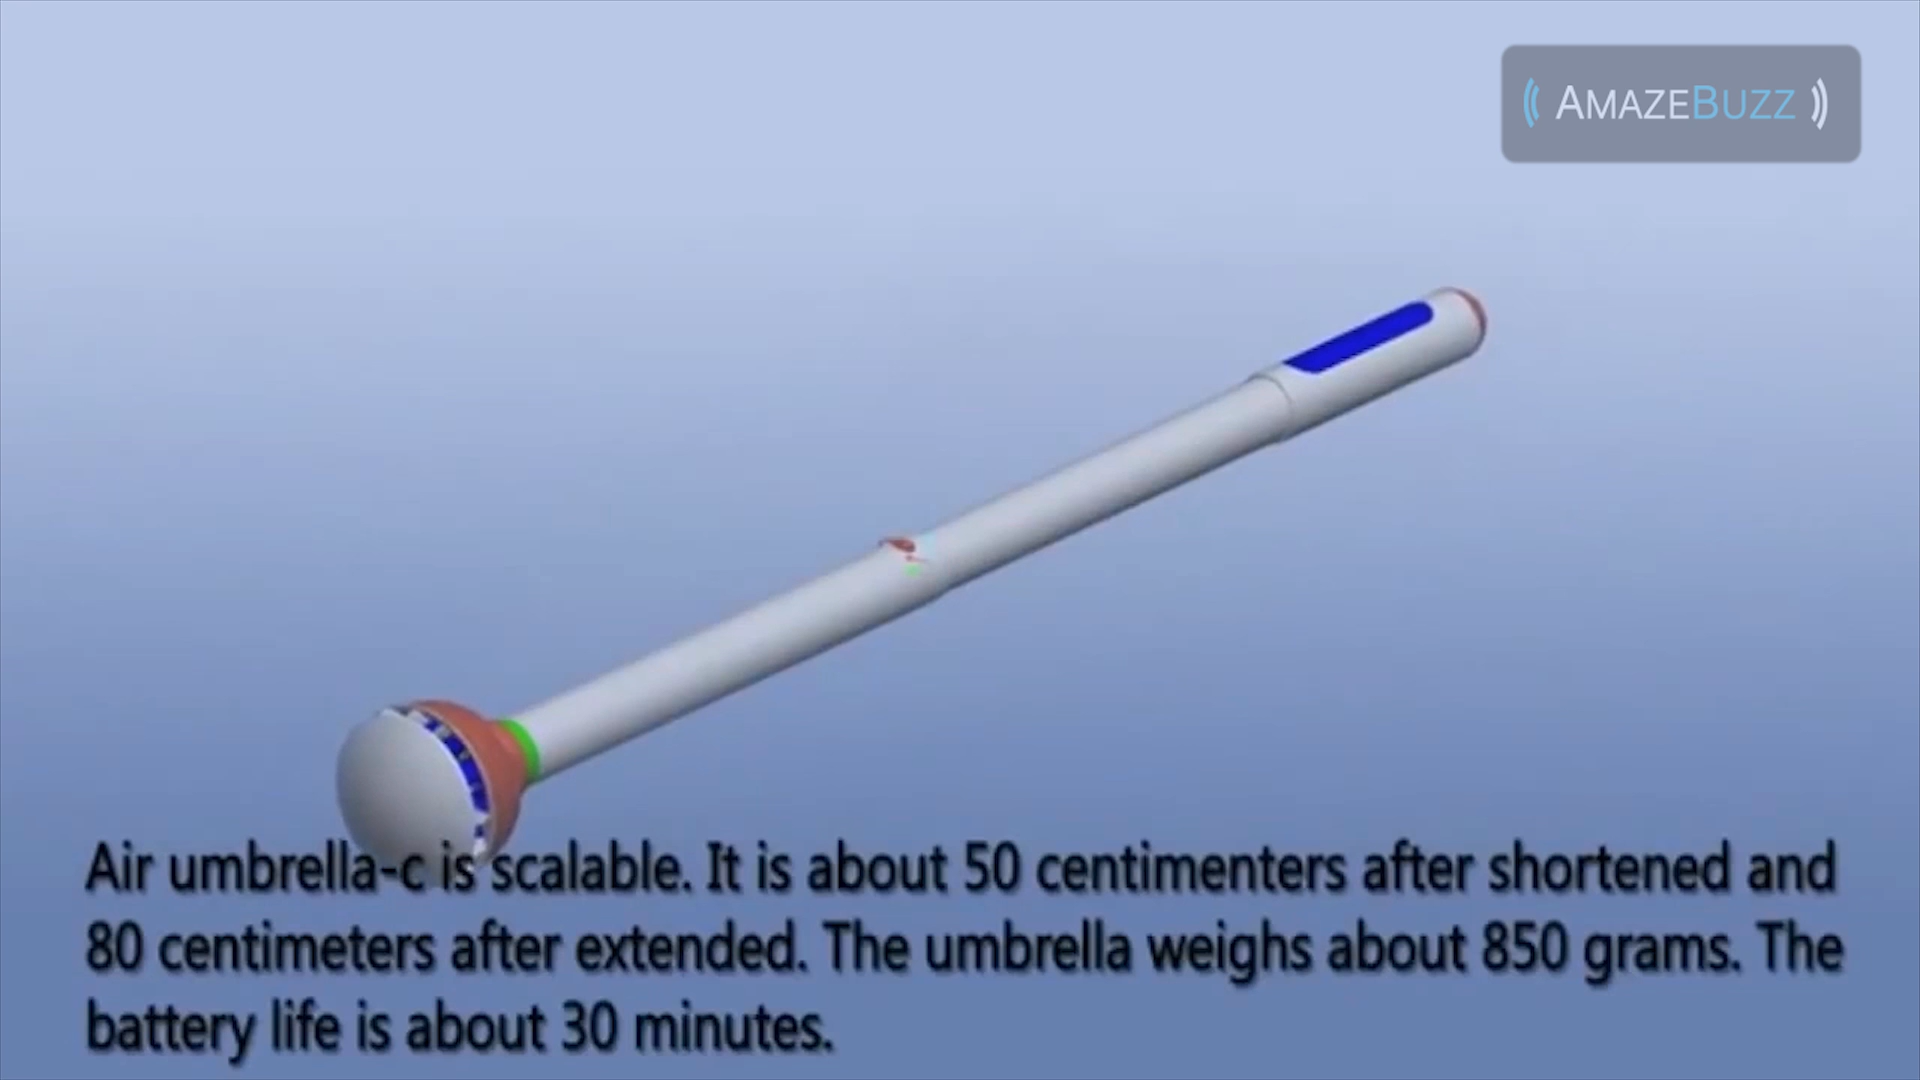 AMAZEBUZZ
Air umbrella-c is scalable. It is about 50 centimenters after shortened and
80 centimeters after extended. The umbrella weighs about 850 grams. The
battery life is about 30 minutes.